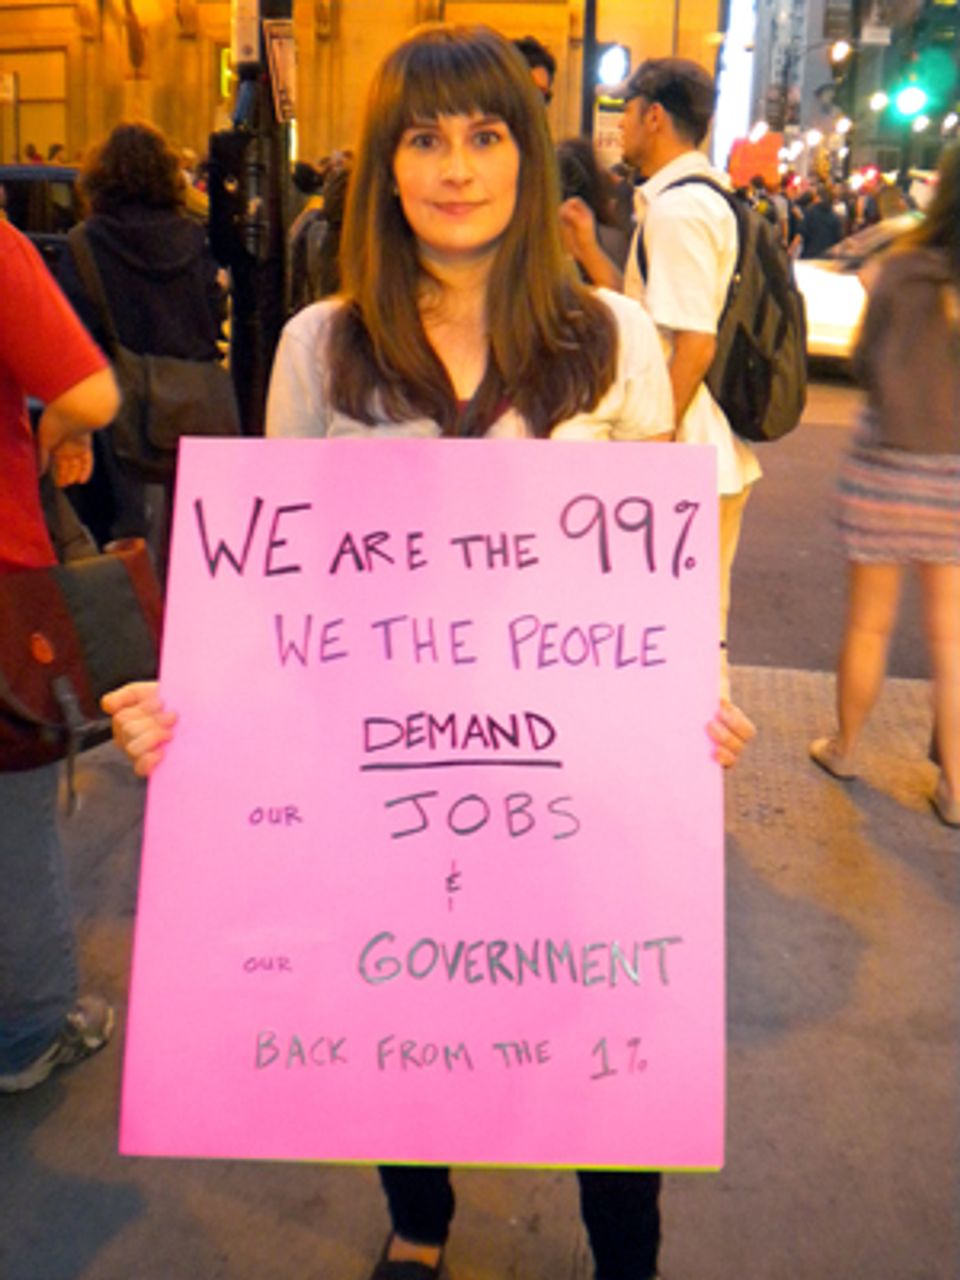 WE ARE THE 99%
WE THE PEOPLE
DEMAND
OUR JOBS
&
OUR GOVERNMENT
BACK FROM THE 1%